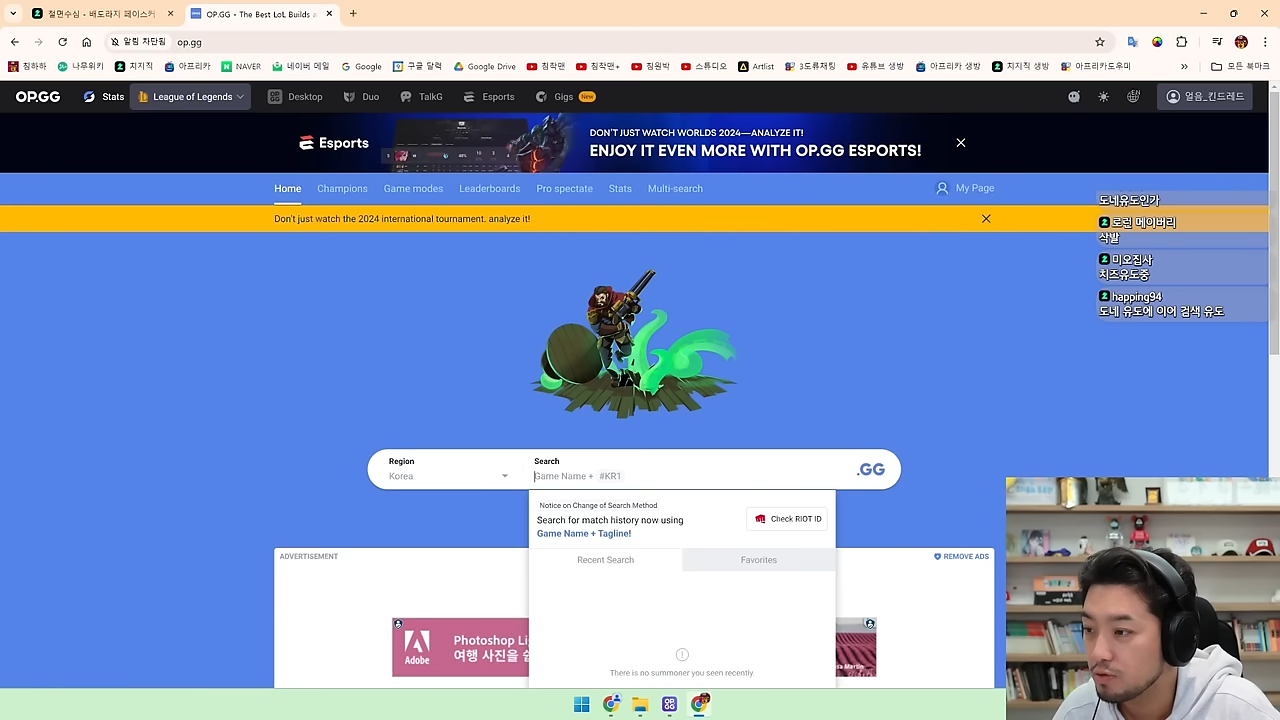 절면수심 - 배도라지 페이스커
OP.GG - The Best LoL Builds a
알림 차단됨
op.gg
침하하
나무위키
치지직
아프리카
NAVER
네이버 메일
Google
구글 달력
Google Drive
침착맨
침착맨+
침원박
스튜디오
Artlist
3도류채팅
유튜브 생방
아프리카 생방
치지직 생방
아프리카도우미
모든 북마크
OP.GG
Stats
League of Legends
Desktop
Duo
TalkG
Esports
Gigs New
EN
얼음_킨드레드
Esports
DON'T JUST WATCH WORLDS 2024—ANALYZE IT!
ENJOY IT EVEN MORE WITH OP.GG ESPORTS!
Home
Champions
Game modes
Leaderboards
Pro spectate
Stats
Multi-search
My Page
Don't just watch the 2024 international tournament. analyze it!
도네유도인가
로런 메이버리
삭발
미오집사
치즈유도중
happing94
도네 유도에 이어 검색 유도
Region
Korea
Search
Game Name + #KR1
.GG
Notice on Change of Search Method
Search for match history now using
Game Name + Tagline!
Check RIOT ID
Recent Search
Favorites
There is no summoner you seen recently.
ADVERTISEMENT
REMOVE ADS
Adobe
Photoshop Li
여행 사진을 쉽